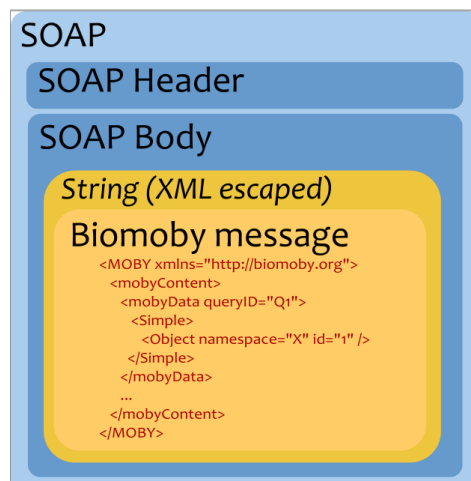 SOAP
SOAP Header
SOAP Body
String (XML escaped)
Biomoby message
<MOBY xmlns="http://biomoby.org">
<mobyContent>
<mobyData queryID="Q1">
<Simple>
<Object namespace="X" id="1" />
</Simple>
</mobyData>
...
</mobyContent>
</MOBY>